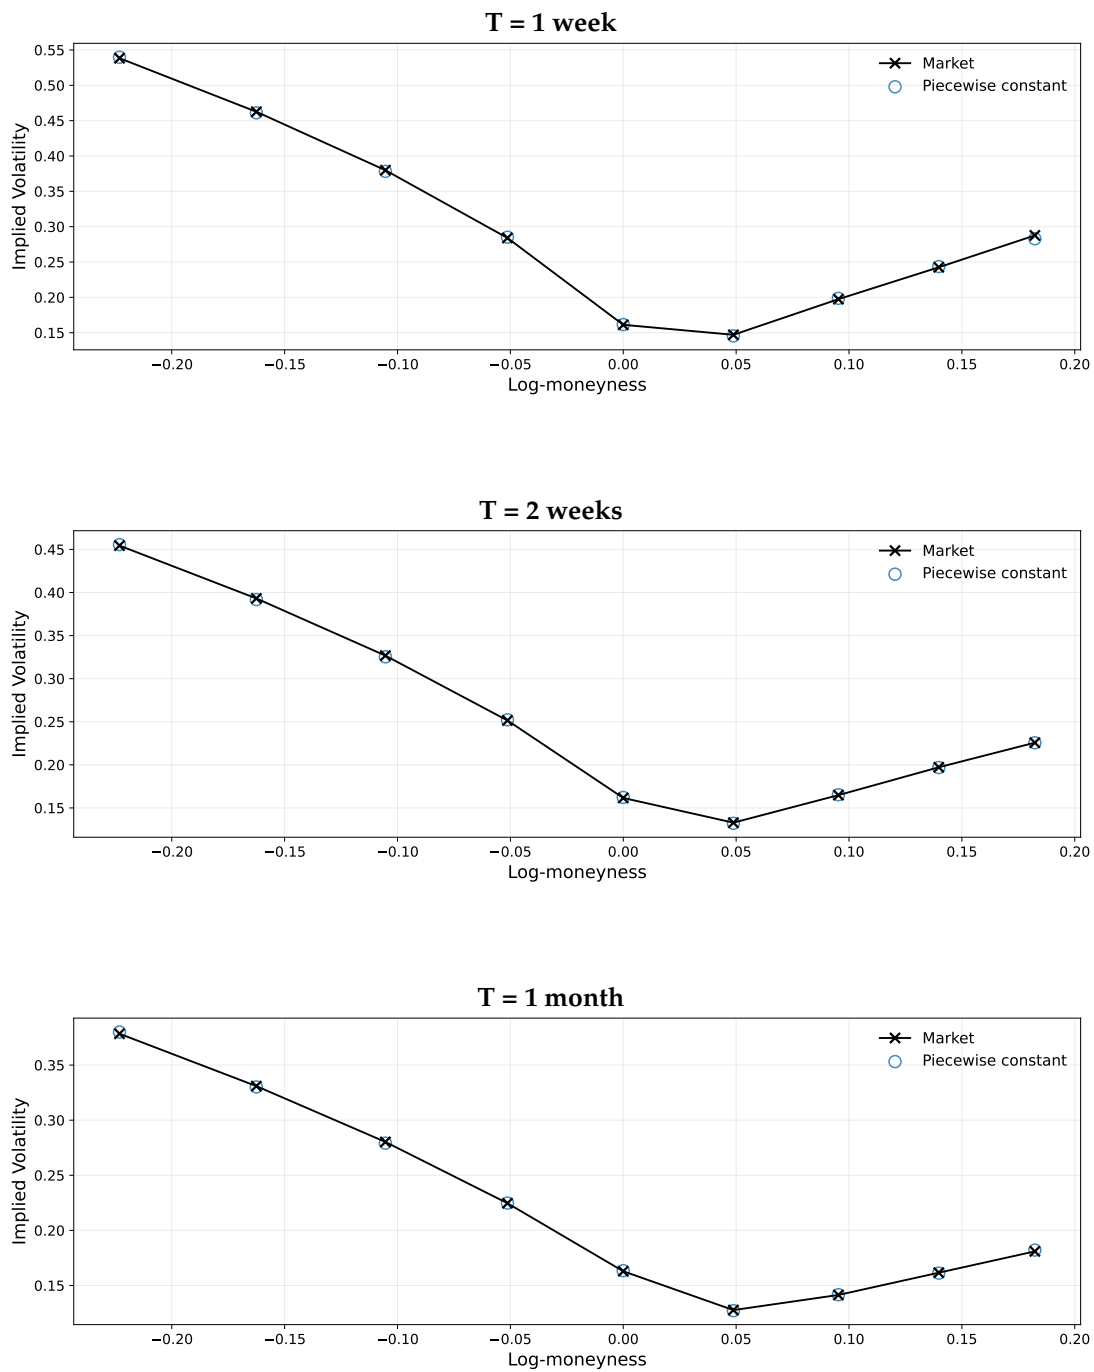 T = 1 week
0.55
0.50
0.45
0.40
0.35
0.30
0.25
0.20
0.15
Implied Volatility
Market
Piecewise constant
−0.20 −0.15 −0.10 −0.05 0.00 0.05 0.10 0.15 0.20
Log-moneyness
T = 2 weeks
0.45
0.40
0.35
0.30
0.25
0.20
0.15
Implied Volatility
Market
Piecewise constant
−0.20 −0.15 −0.10 −0.05 0.00 0.05 0.10 0.15 0.20
Log-moneyness
T = 1 month
0.35
0.30
0.25
0.20
0.15
Implied Volatility
Market
Piecewise constant
−0.20 −0.15 −0.10 −0.05 0.00 0.05 0.10 0.15 0.20
Log-moneyness